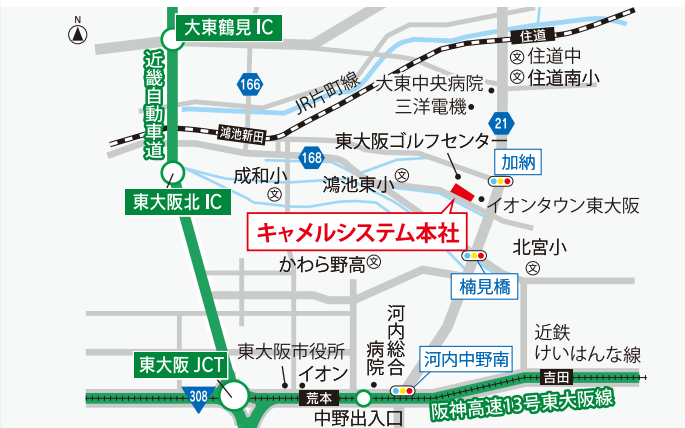 N
大東鶴見 IC
住道
文 住道中
文 住道南小
近畿自動車道
166
JR片町線
大東中央病院
三洋電機
21
鴻池新田
東大阪ゴルフセンター
168
加納
成和小
文
鴻池東小 文
東大阪北 IC
イオンタウン東大阪
キャメルシステム本社
北宮小
文
かわら野高 文
楠見橋
河内総合
病院
近鉄
けいはんな線
東大阪 JCT
東大阪市役所
イオン
河内中野南
吉田
308
荒本
中野出入口
阪神高速13号東大阪線